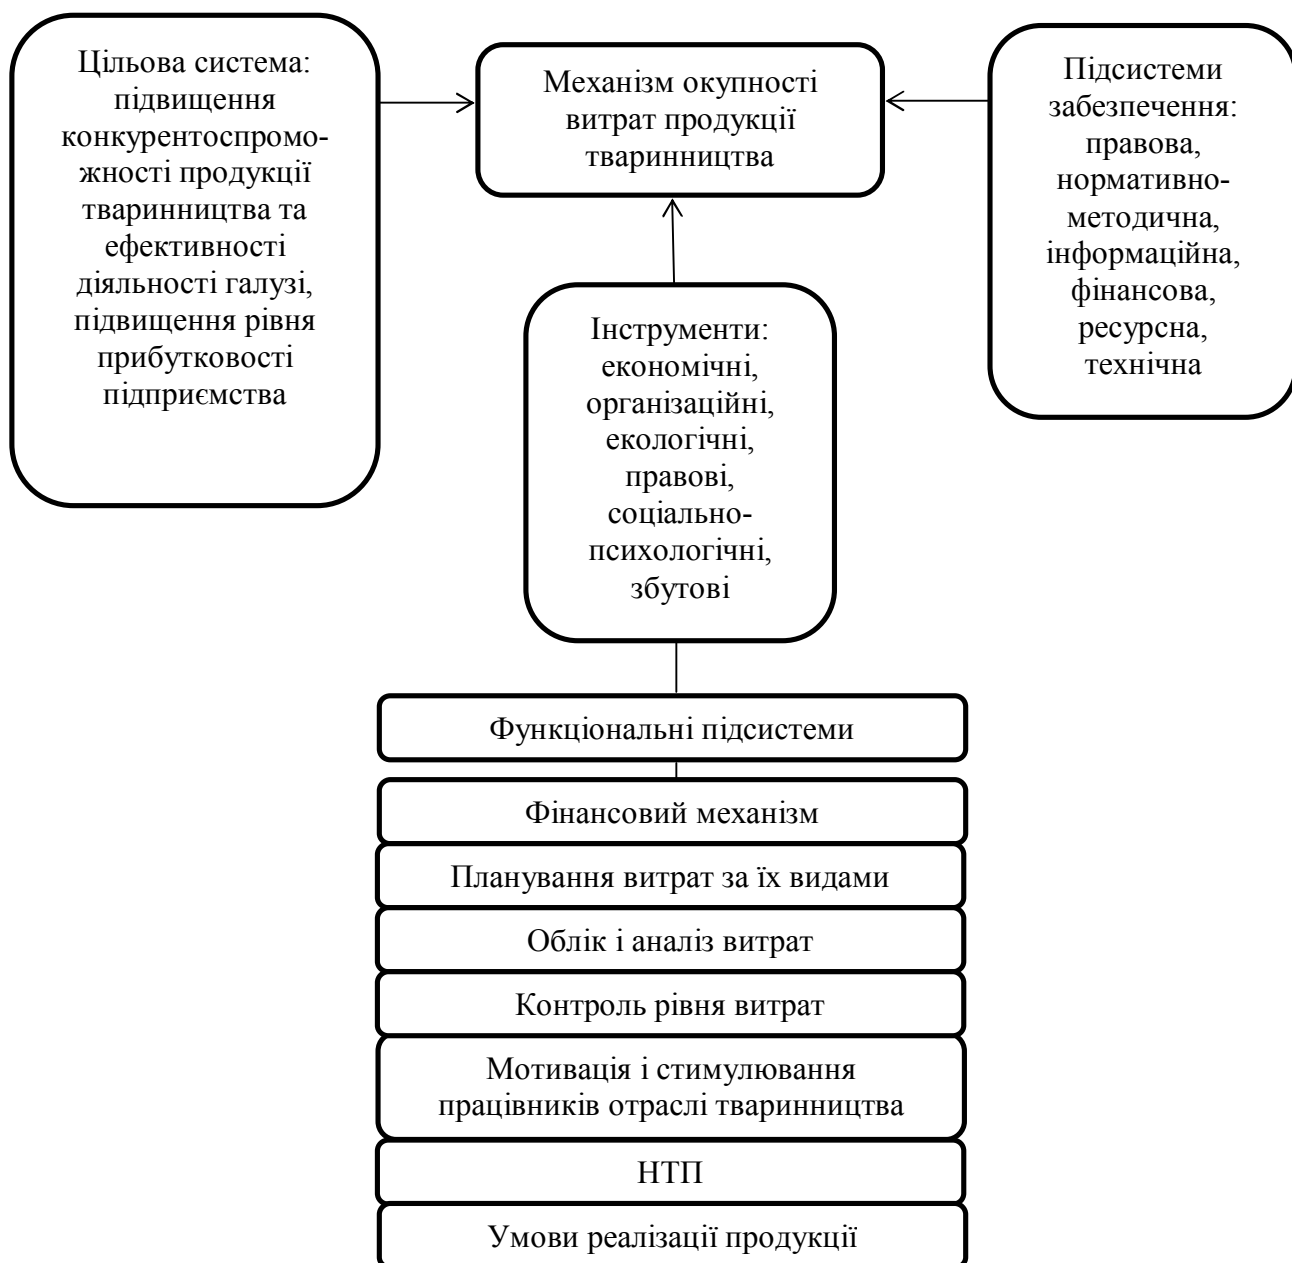 Цільова система:
підвищення
конкурентоспромо-
жності продукції
тваринництва та
ефективності
діяльності галузі,
підвищення рівня
прибутковості
підприємства
Механізм окупності
витрат продукції
тваринництва
Підсистеми
забезпечення:
правова,
нормативно-
методична,
інформаційна,
фінансова,
ресурсна,
технічна
Інструменти:
економічні,
організаційні,
екологічні,
правові,
соціально-
психологічні,
збутові
Функціональні підсистеми
Фінансовий механізм
Планування витрат за їх видами
Облік і аналіз витрат
Контроль рівня витрат
Мотивація і стимулювання
працівників отраслі тваринництва
НТП
Умови реалізації продукції